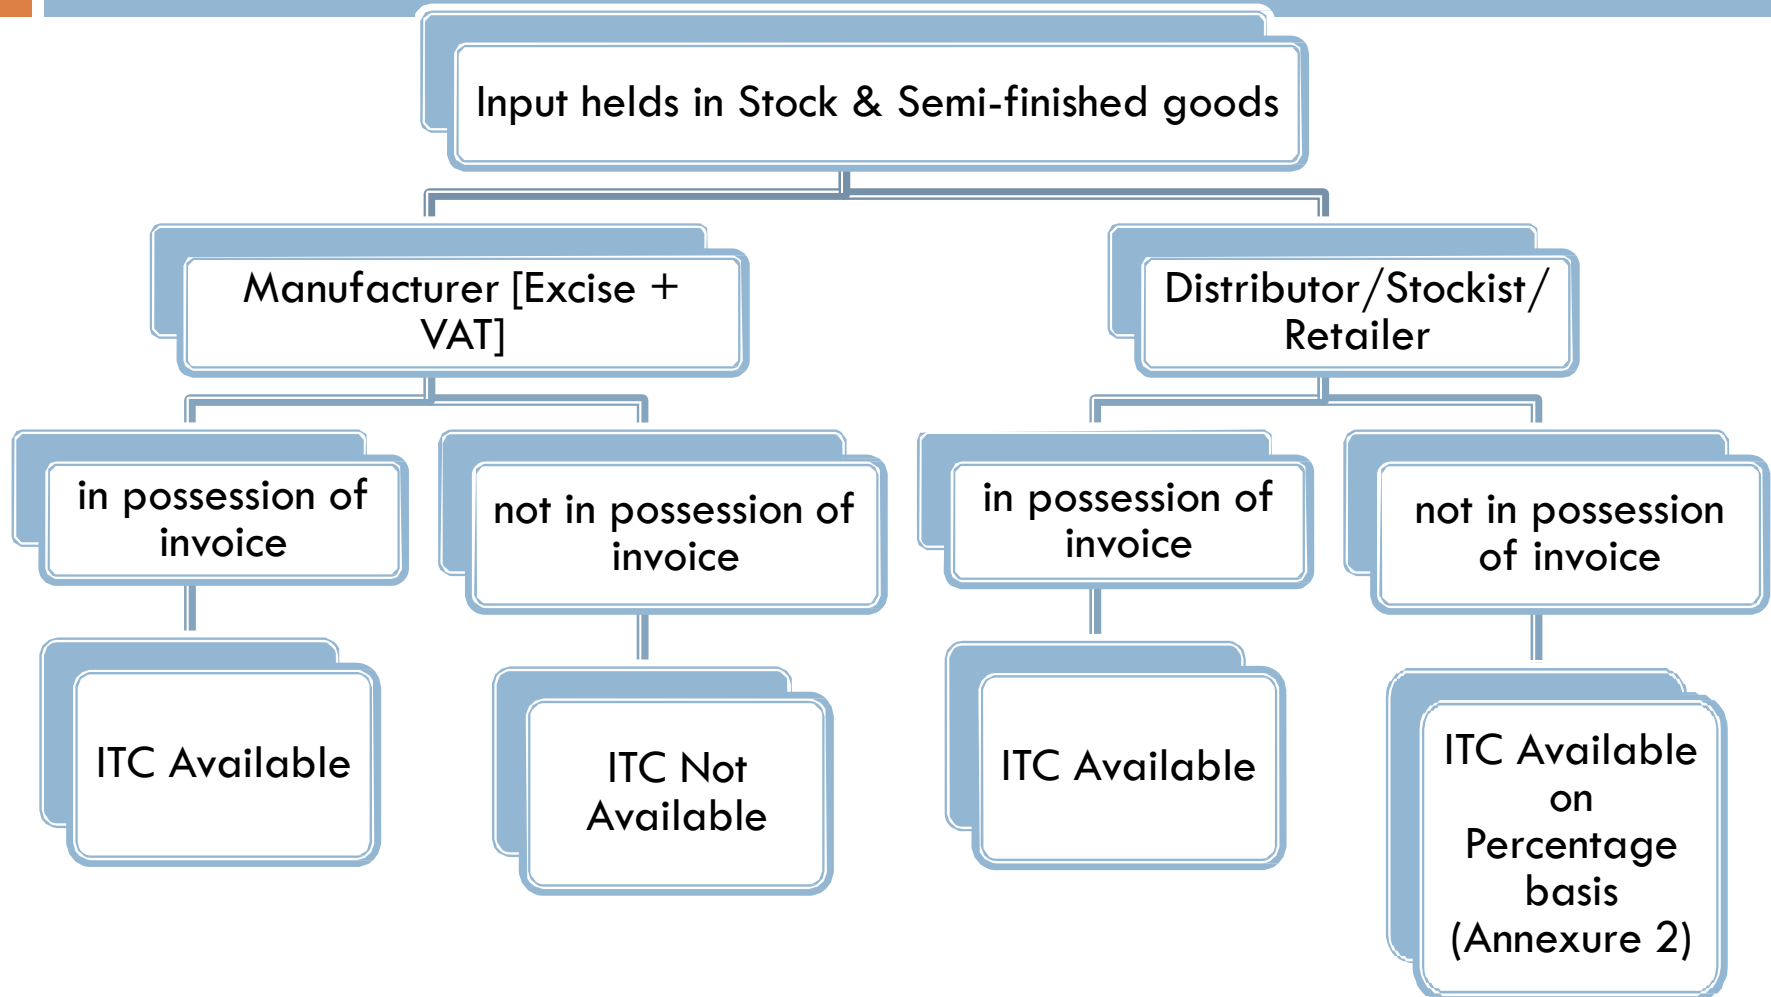 Input helds in Stock & Semi-finished goods
Manufacturer [Excise +
VAT]
Distributor/Stockist/
Retailer
in possession of
invoice
not in possession of
invoice
in possession of
invoice
not in possession
of invoice
ITC Available
ITC Not
Available
ITC Available
ITC Available
on
Percentage
basis
(Annexure 2)